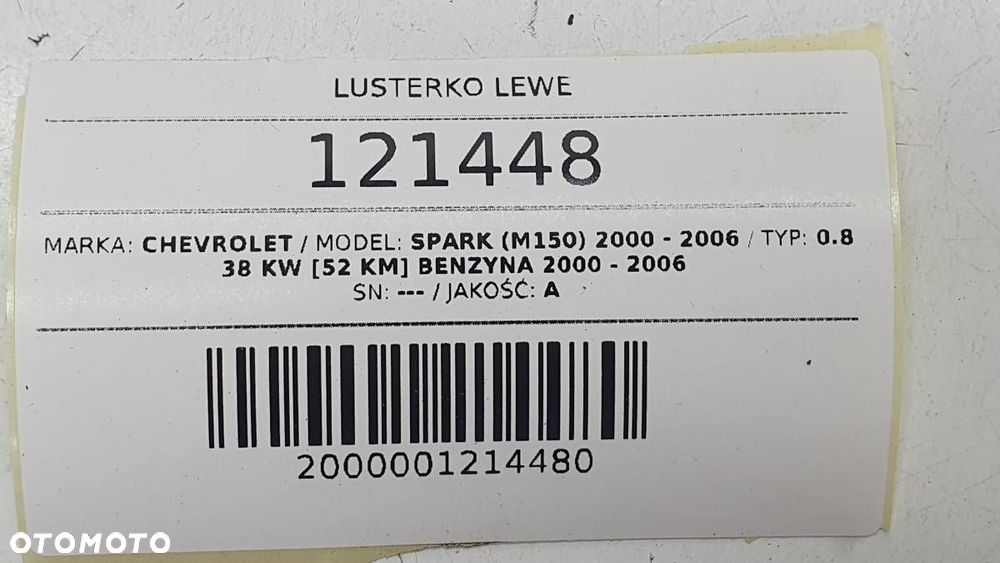 LUSTERKO LEWE
121448
MARKA: CHEVROLET / MODEL: SPARK (M150) 2000 - 2006 / TYP: 0.8
38 KW [52 KM] BENZYNA 2000 - 2006
SN: --- / JAKOŚĆ: A
2000001214480
OTOMOTO